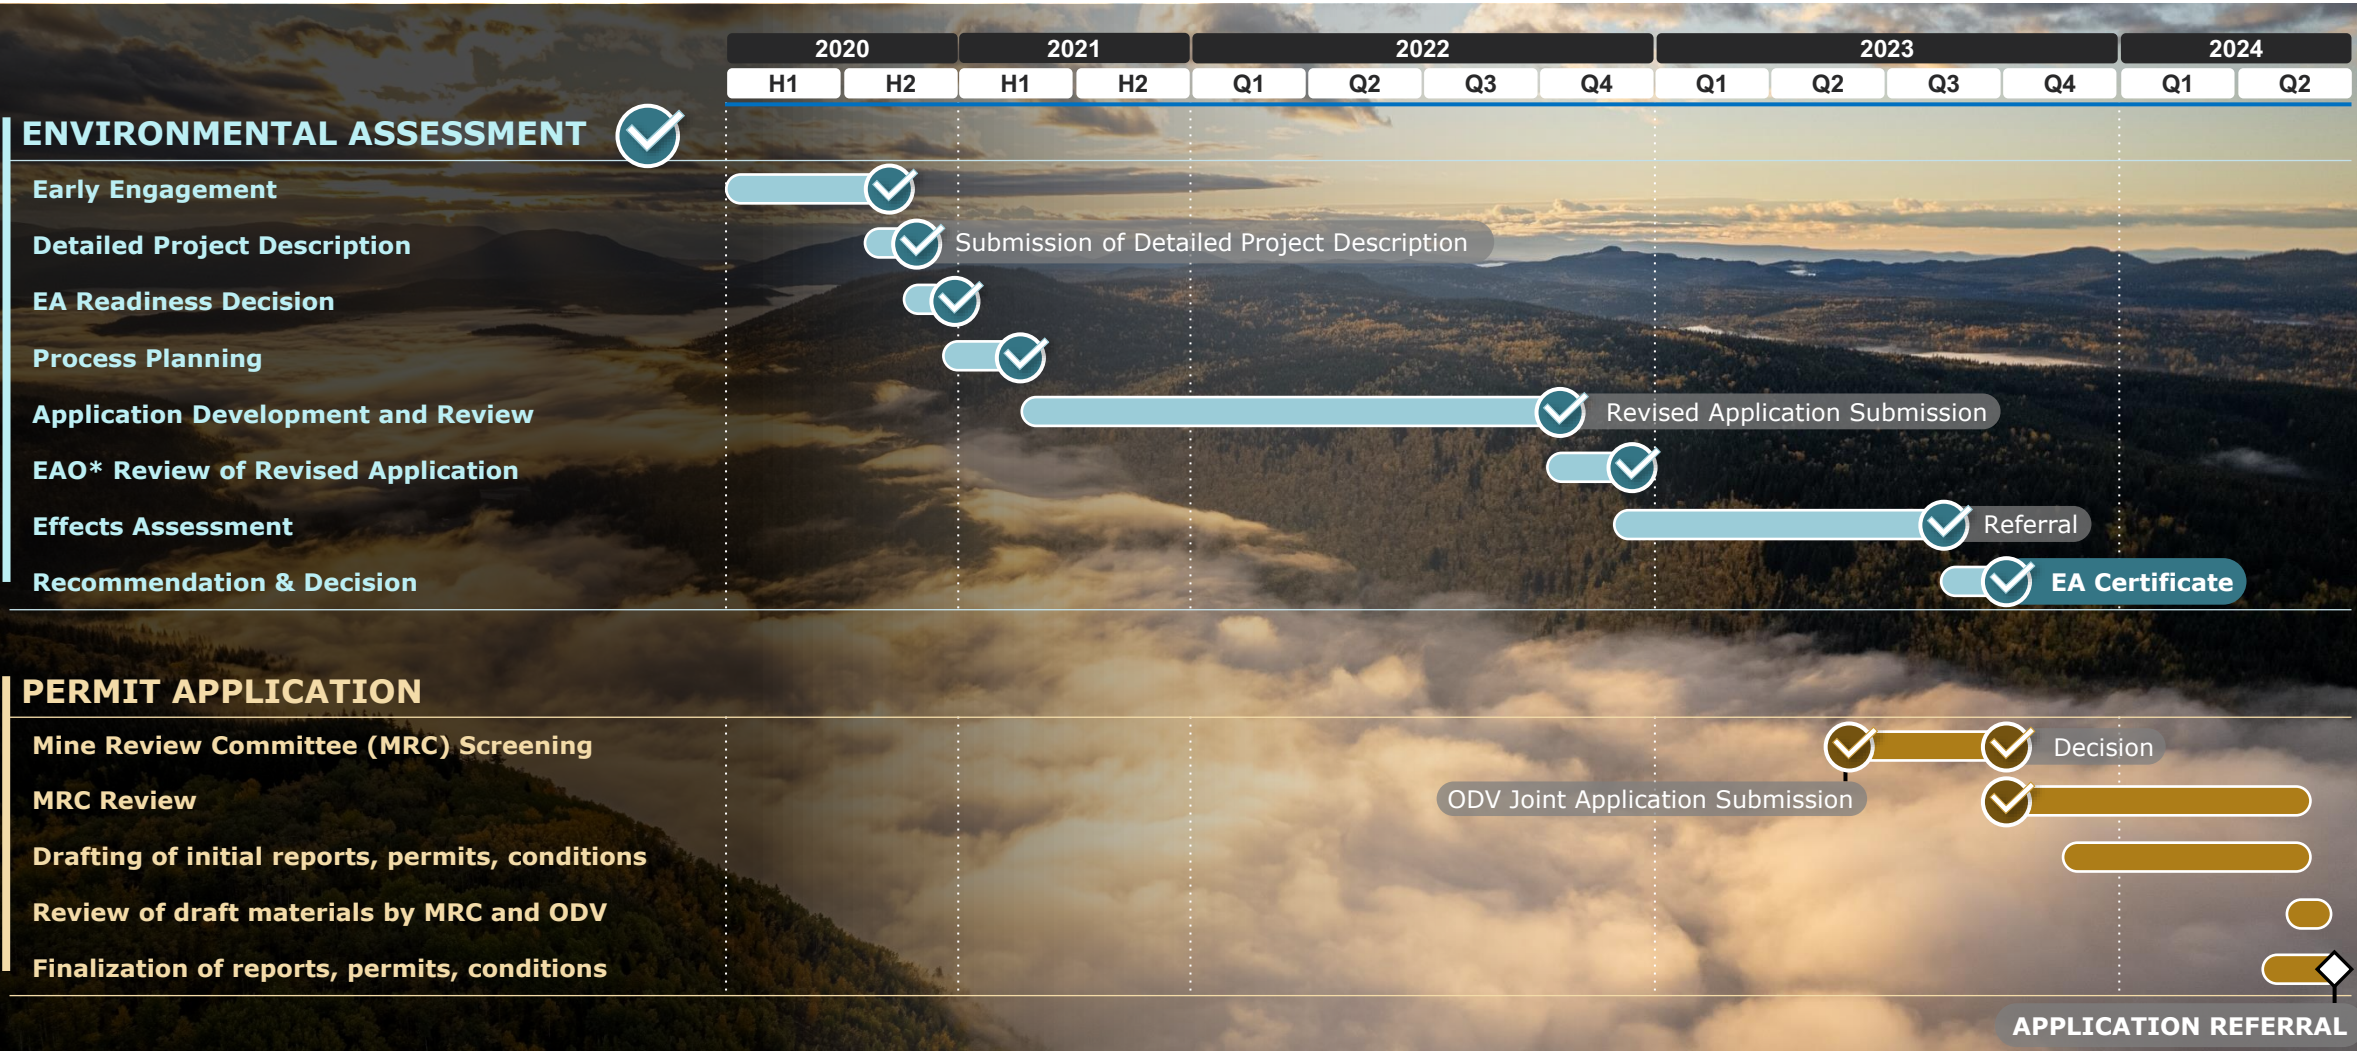 2020 2021 2022 2023 2024
H1 H2 H1 H2 Q1 Q2 Q3 Q4 Q1 Q2 Q3 Q4 Q1 Q2
ENVIRONMENTAL ASSESSMENT
Early Engagement
Detailed Project Description Submission of Detailed Project Description
EA Readiness Decision
Process Planning
Application Development and Review Revised Application Submission
EAO* Review of Revised Application
Effects Assessment Referral
Recommendation & Decision EA Certificate
PERMIT APPLICATION
Mine Review Committee (MRC) Screening Decision
MRC Review ODV Joint Application Submission
Drafting of initial reports, permits, conditions
Review of draft materials by MRC and ODV
Finalization of reports, permits, conditions
APPLICATION REFERRAL